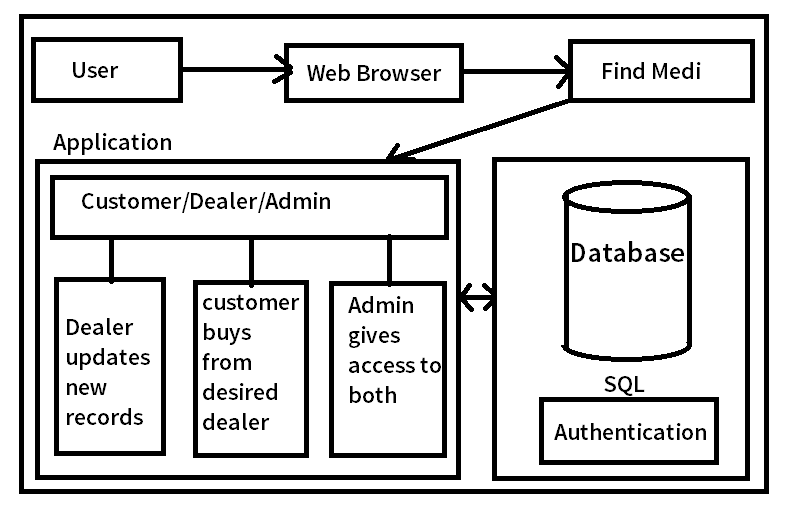 User
Web Browser
Find Medi
Application
Customer/Dealer/Admin
Dealer
updates
new
records
customer
buys
from
desired
dealer
Admin
gives
access to
both
Database
SQL
Authentication